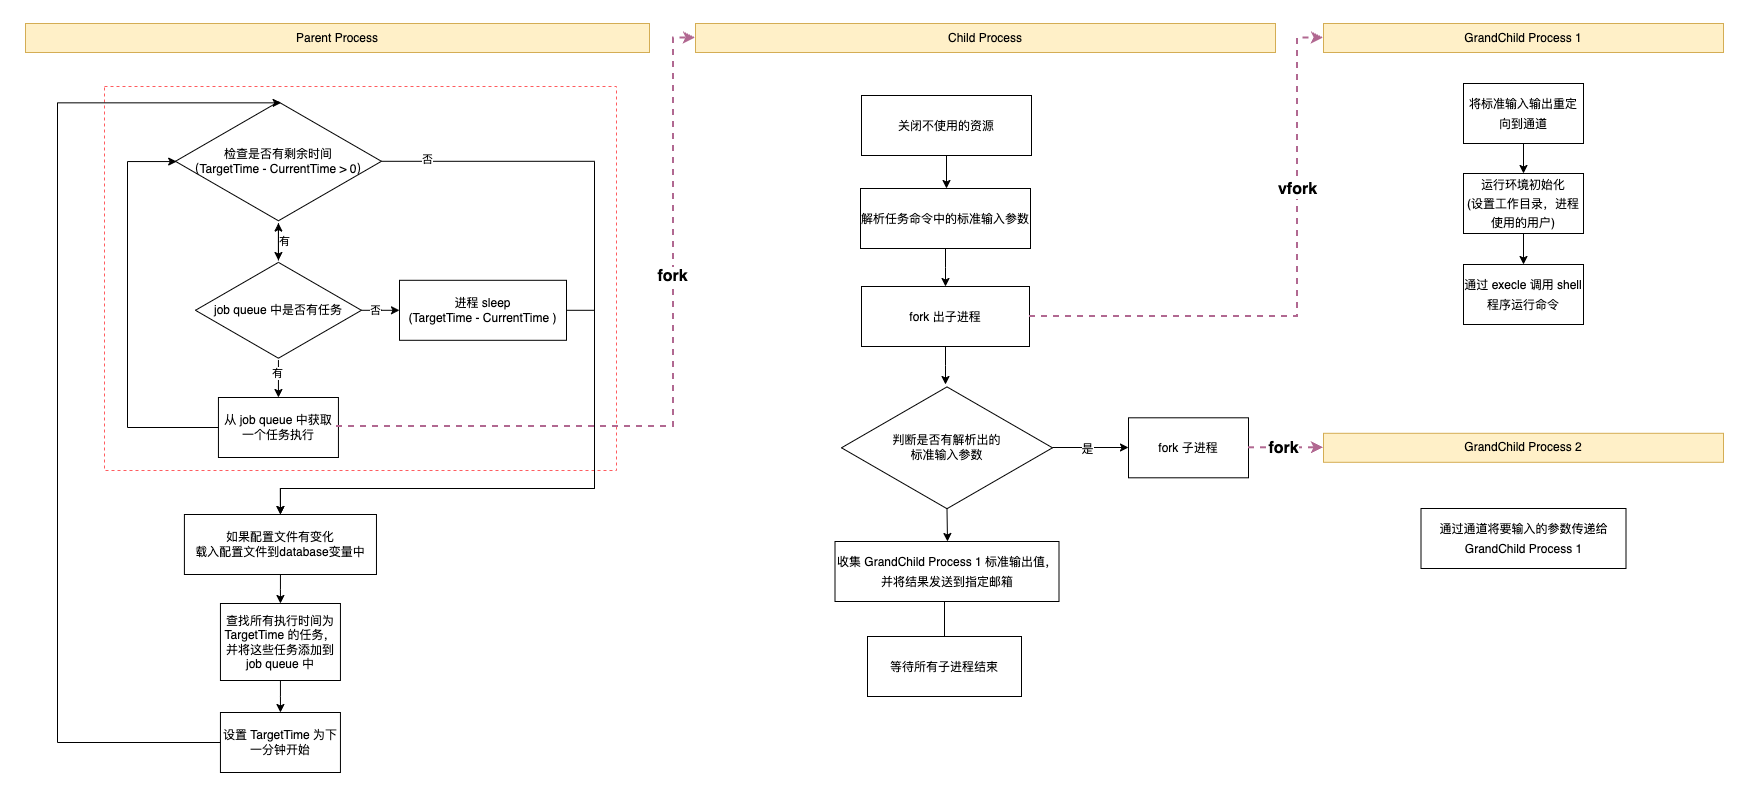 Parent Process
检查是否有剩余时间
(TargetTime - CurrentTime > 0)
否
有
job queue 中是否有任务
否
进程 sleep
(TargetTime - CurrentTime )
有
从 job queue 中获取
一个任务执行
如果配置文件有变化
载入配置文件到database变量中
查找所有执行时间为
TargetTime 的任务，
并将这些任务添加到
job queue 中
设置 TargetTime 为下
一分钟开始
fork
Child Process
关闭不使用的资源
解析任务命令中的标准输入参数
fork 出子进程
判断是否有解析出的
标准输入参数
是
fork 子进程
收集 GrandChild Process 1 标准输出值，
并将结果发送到指定邮箱
等待所有子进程结束
vfork
fork
GrandChild Process 1
将标准输入输出重定
向到通道
运行环境初始化
(设置工作目录，进程
使用的用户)
通过 execle 调用 shell
程序运行命令
GrandChild Process 2
通过通道将要输入的参数传递给
GrandChild Process 1